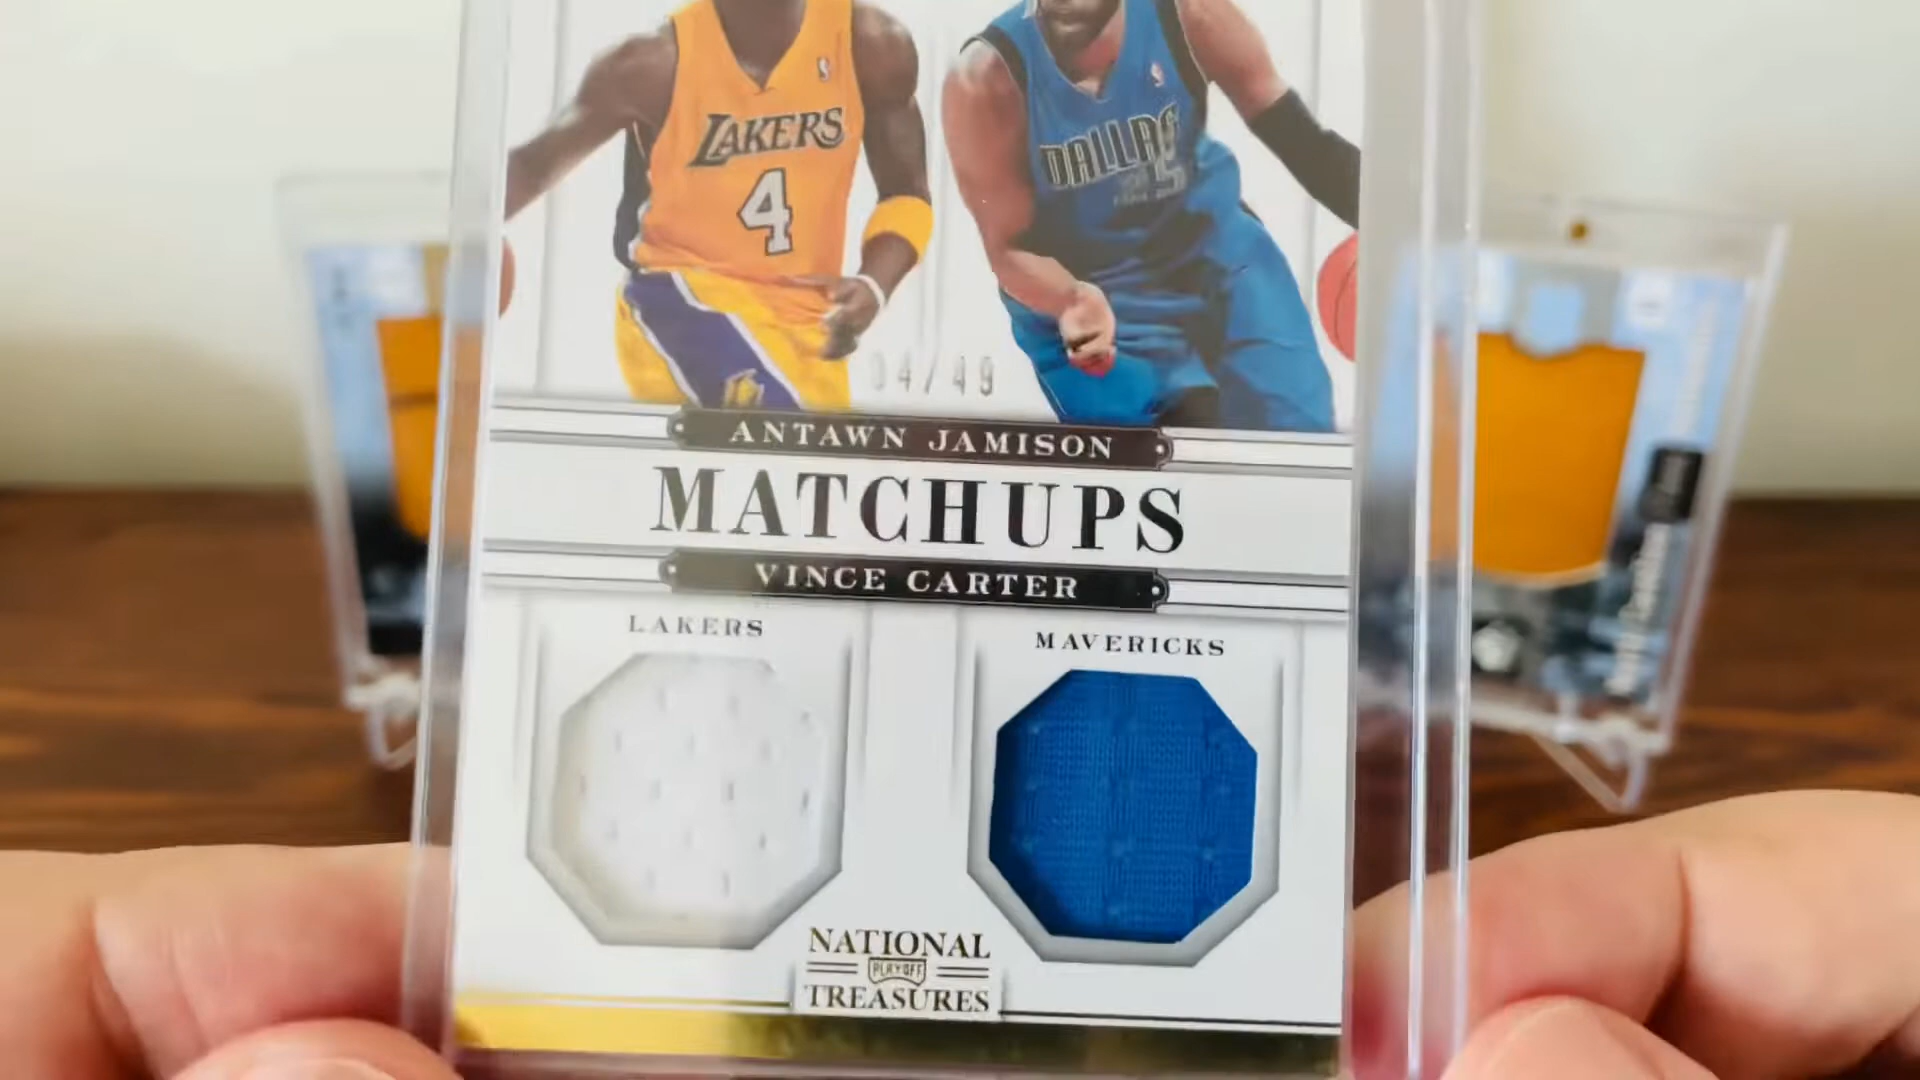 LAKERS
4
DALLAS
04/49
ANTAWN JAMISON
MATCHUPS
VINCE CARTER
LAKERS
MAVERICKS
NATIONAL
PLAYOFF
TREASURES